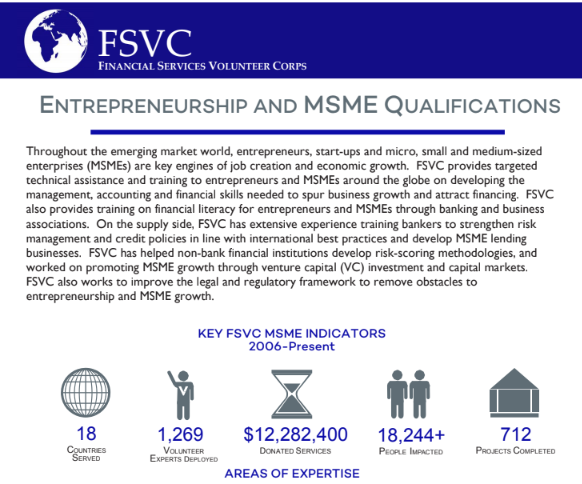 FSVC
FINANCIAL SERVICES VOLUNTEER CORPS
ENTREPRENEURSHIP AND MSME QUALIFICATIONS
Throughout the emerging market world, entrepreneurs, start-ups and micro, small and medium-sized
enterprises (MSMEs) are key engines of job creation and economic growth. FSVC provides targeted
technical assistance and training to entrepreneurs and MSMEs around the globe on developing the
management, accounting and financial skills needed to spur business growth and attract financing. FSVC
also provides training on financial literacy for entrepreneurs and MSMEs through banking and business
associations. On the supply side, FSVC has extensive experience training bankers to strengthen risk
management and credit policies in line with international best practices and develop MSME lending
businesses. FSVC has helped non-bank financial institutions develop risk-scoring methodologies, and
worked on promoting MSME growth through venture capital (VC) investment and capital markets.
FSVC also works to improve the legal and regulatory framework to remove obstacles to
entrepreneurship and MSME growth.
KEY FSVC MSME INDICATORS
2006-Present
18
COUNTRIES
SERVED
1,269
VOLUNTEER
EXPERTS DEPLOYED
$12,282,400
DONATED SERVICES
18,244+
PEOPLE IMPACTED
712
PROJECTS COMPLETED
AREAS OF EXPERTISE